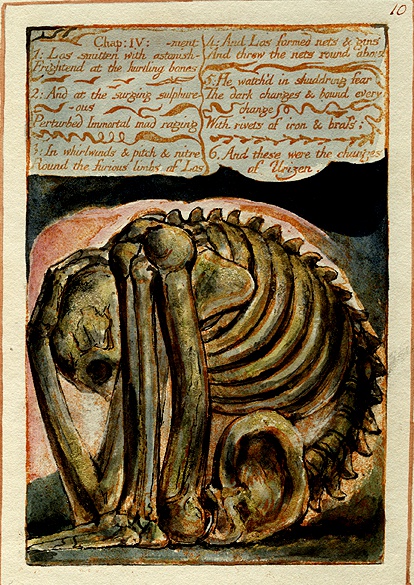 10
Chap: IV: -ment
1: Los smitten with astonish-
Frightend at the hurtling bones
2: And at the surging sulphure-
-ous
Perturbed Immortal mad raging
3: In whirlwinds & pitch & nitre
Round the furious limbs of Los
4: And Los formed nets & gins
And threw the nets round about
5: He watch'd in shuddring fear
The dark changes & bound every
change
With rivets of iron & brass;
6. And these were the changes
of Urizen.